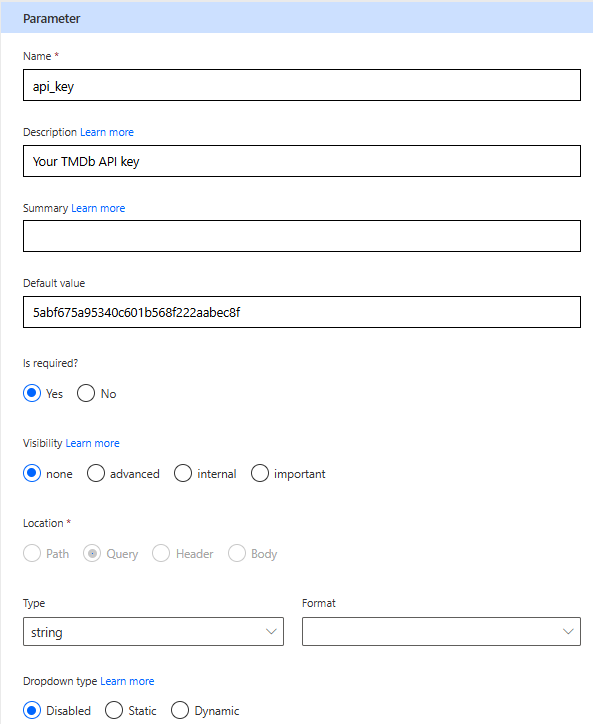 Parameter
Name *
api_key
Description Learn more
Your TMDb API key
Summary Learn more
Default value
5abf675a95340c601b568f222aabec8f
Is required?
Yes No
Visibility Learn more
none advanced internal important
Location *
Path Query Header Body
Type Format
string
Dropdown type Learn more
Disabled Static Dynamic